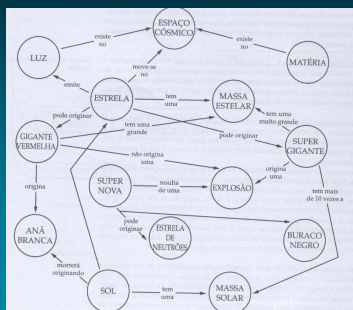 ESPAÇO
CÓSMICO
existe
no
existe
no
LUZ
move-se
no
MATÉRIA
emite
ESTRELA
tem
uma
MASSA
ESTELAR
pode originar
tem uma
grande
tem uma
muito grande
pode originar
GIGANTE
VERMELHA
SUPER
GIGANTE
não origina
uma
origina
uma
origina
SUPER
NOVA
resulta
de uma
EXPLOSÃO
tem mais
de 10 vezes a
pode
originar
ANÃ
BRANCA
ESTRELA
DE
NEUTRÕES
BURACO
NEGRO
morrerá
originando
SOL
tem
uma
MASSA
SOLAR